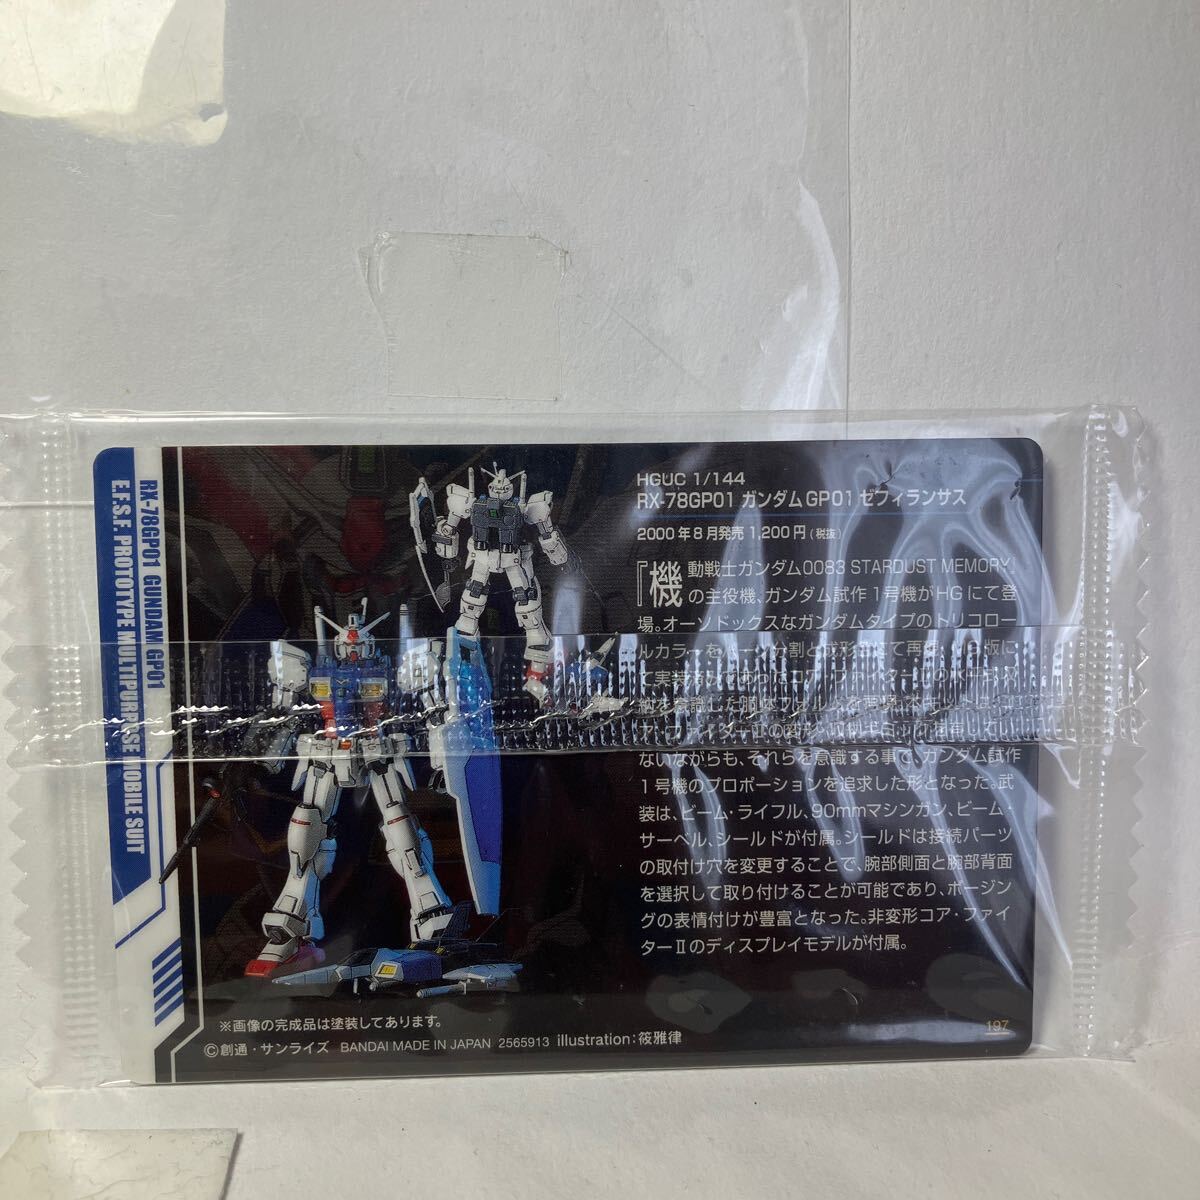 RX-78GP01 GUNDAM GP01
E.F.S.F. PROTOTYPE MULTIPURPOSE MOBILE SUIT
HGUC 1/144
RX-78GP01 ガンダムGP01 ゼフィランサス
2000年8月発売 1,200円(税抜)
『機動戦士ガンダム0083 STARDUST MEMORY』
の主役機、ガンダム試作1号機がHGにて登
場。オーソドックスなガンダムタイプのトリコロー
ルカラーを
ないながらも、それらを意識する事で、ガンダム試作
1号機のプロポーションを追求した形となった。武
装は、ビーム・ライフル、90mmマシンガン、ビーム・
サーベル、シールドが付属。シールドは接続パーツ
の取付け穴を変更することで、腕部側面と腕部背面
を選択して取り付けることが可能であり、ポージン
グの表情付けが豊富となった。非変形コア・ファイ
ターⅡのディスプレイモデルが付属。
※画像の完成品は塗装してあります。
©創通・サンライズ BANDAI MADE IN JAPAN 2565913 illustration:筱雅律
197